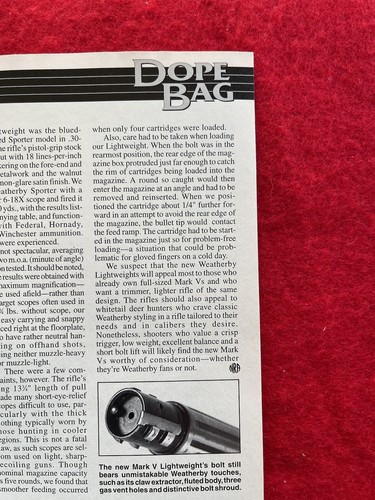 DOPE
BAG
tweight was the blued-
ed Sporter model in .30-
he rifle's pistol-grip stock
ut with 18 lines-per-inch
kering on the fore-end and
etalwork and the walnut
non-glare satin finish. We
eatherby Sporter with a
r 6-18X scope and fired it
0 yds., with the results list-
nying table, and function-
with Federal, Hornady,
Winchester ammunition.
were experienced.
not spectacular, averaging
wo m.o.a. (minute of angle)
on tested. It should be noted,
e results were obtained with
maximum magnification—
e used afield—rather than
target scopes often used in
¾ lbs. without scope, our
easy carrying and snappy
ced right at the floorplate,
o have rather neutral han-
ing on offhand shots,
ing neither muzzle-heavy
or muzzle-light.
There were a few com-
aints, however. The rifle's
ng 13¾" length of pull
ade many short-eye-relief
copes difficult to use, par-
cularly with the thick
othing typically worn by
ose hunting in cooler
egions. This is not a fatal
aw, as such scopes are sel-
om used on light, sharp-
ecoiling guns. Though
ominal magazine capacity
s five rounds, we found that
smoother feeding occurred
when only four cartridges were loaded.
Also, care had to be taken when loading
our Lightweight. When the bolt was in the
rearmost position, the rear edge of the mag-
azine box protruded just far enough to catch
the rim of cartridges being loaded into the
magazine. A round so caught would then
enter the magazine at an angle and had to be
removed and reinserted. When we posi-
tioned the cartridge about 1/4" further for-
ward in an attempt to avoid the rear edge of
the magazine, the bullet tip would contact
the feed ramp. The cartridge had to be start-
ed in the magazine just so for problem-free
loading—a situation that could be prob-
lematic for gloved fingers on a cold day.
We suspect that the new Weatherby
Lightweights will appeal most to those who
already own full-sized Mark Vs and who
want a trimmer, lighter rifle of the same
design. The rifles should also appeal to
whitetail deer hunters who crave classic
Weatherby styling in a rifle tailored to their
needs and in calibers they desire.
Nonetheless, shooters who value a crisp
trigger, low weight, excellent balance and a
short bolt lift will likely find the new Mark
Vs worthy of consideration—whether
they're Weatherby fans or not.
The new Mark V Lightweight's bolt still
bears unmistakable Weatherby touches,
such as its claw extractor, fluted body, three
gas vent holes and distinctive bolt shroud.